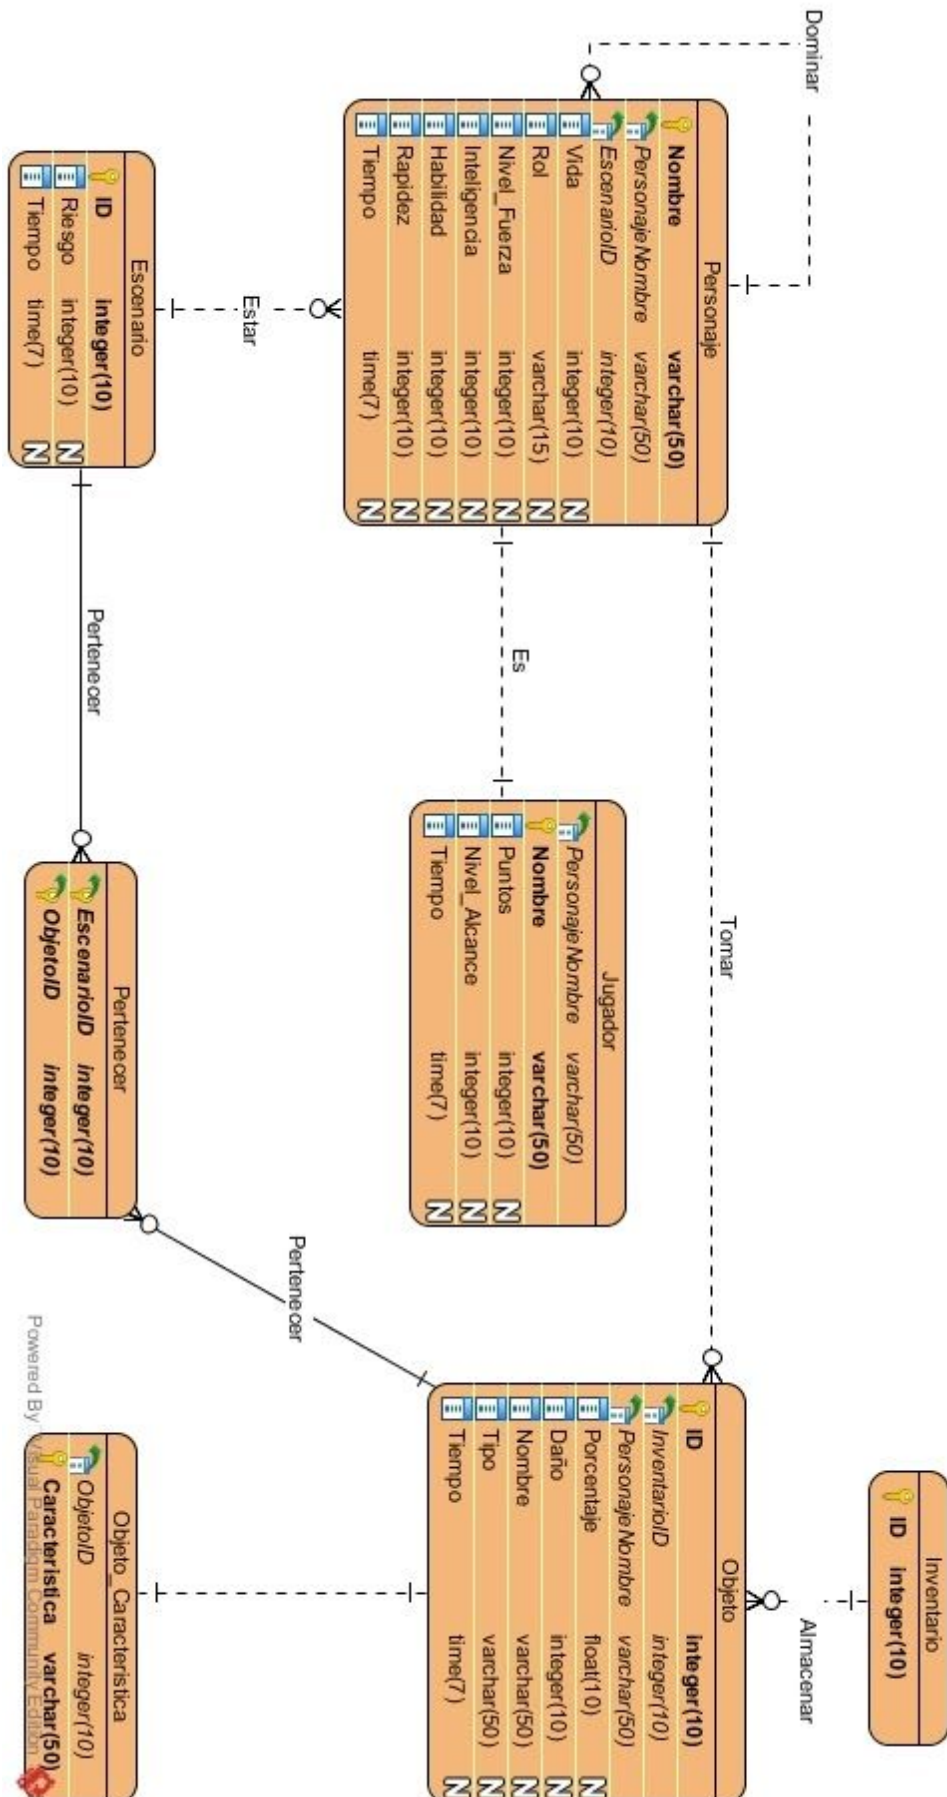 Dominar
Personaje
Nombre varchar(50)
PersonajeNombre varchar(50)
EscenarioID integer(10)
Vida integer(10) N
Rol varchar(15) N
Nivel_Fuerza integer(10) N
Inteligencia integer(10) N
Habilidad integer(10) N
Rapidez integer(10) N
Tiempo time(7) N
Estar
Escenario
ID integer(10)
Riesgo integer(10) N
Tiempo time(7) N
Es
Tomar
Pertenecer
Jugador
PersonajeNombre varchar(50)
Nombre varchar(50)
Puntos integer(10) N
Nivel_Alcance integer(10) N
Tiempo time(7) N
Pertenecer
EscenarioID integer(10)
ObjetoID integer(10)
Pertenecer
Inventario
ID integer(10)
Almacenar
Objeto
ID integer(10)
InventarioID integer(10)
PersonajeNombre varchar(50)
Porcentaje float(10) N
Daño integer(10) N
Nombre varchar(50) N
Tipo varchar(50) N
Tiempo time(7) N
Objeto_Caracteristica
ObjetoID integer(10)
Caracteristica varchar(50)
Powered By Visual Paradigm Community Edition